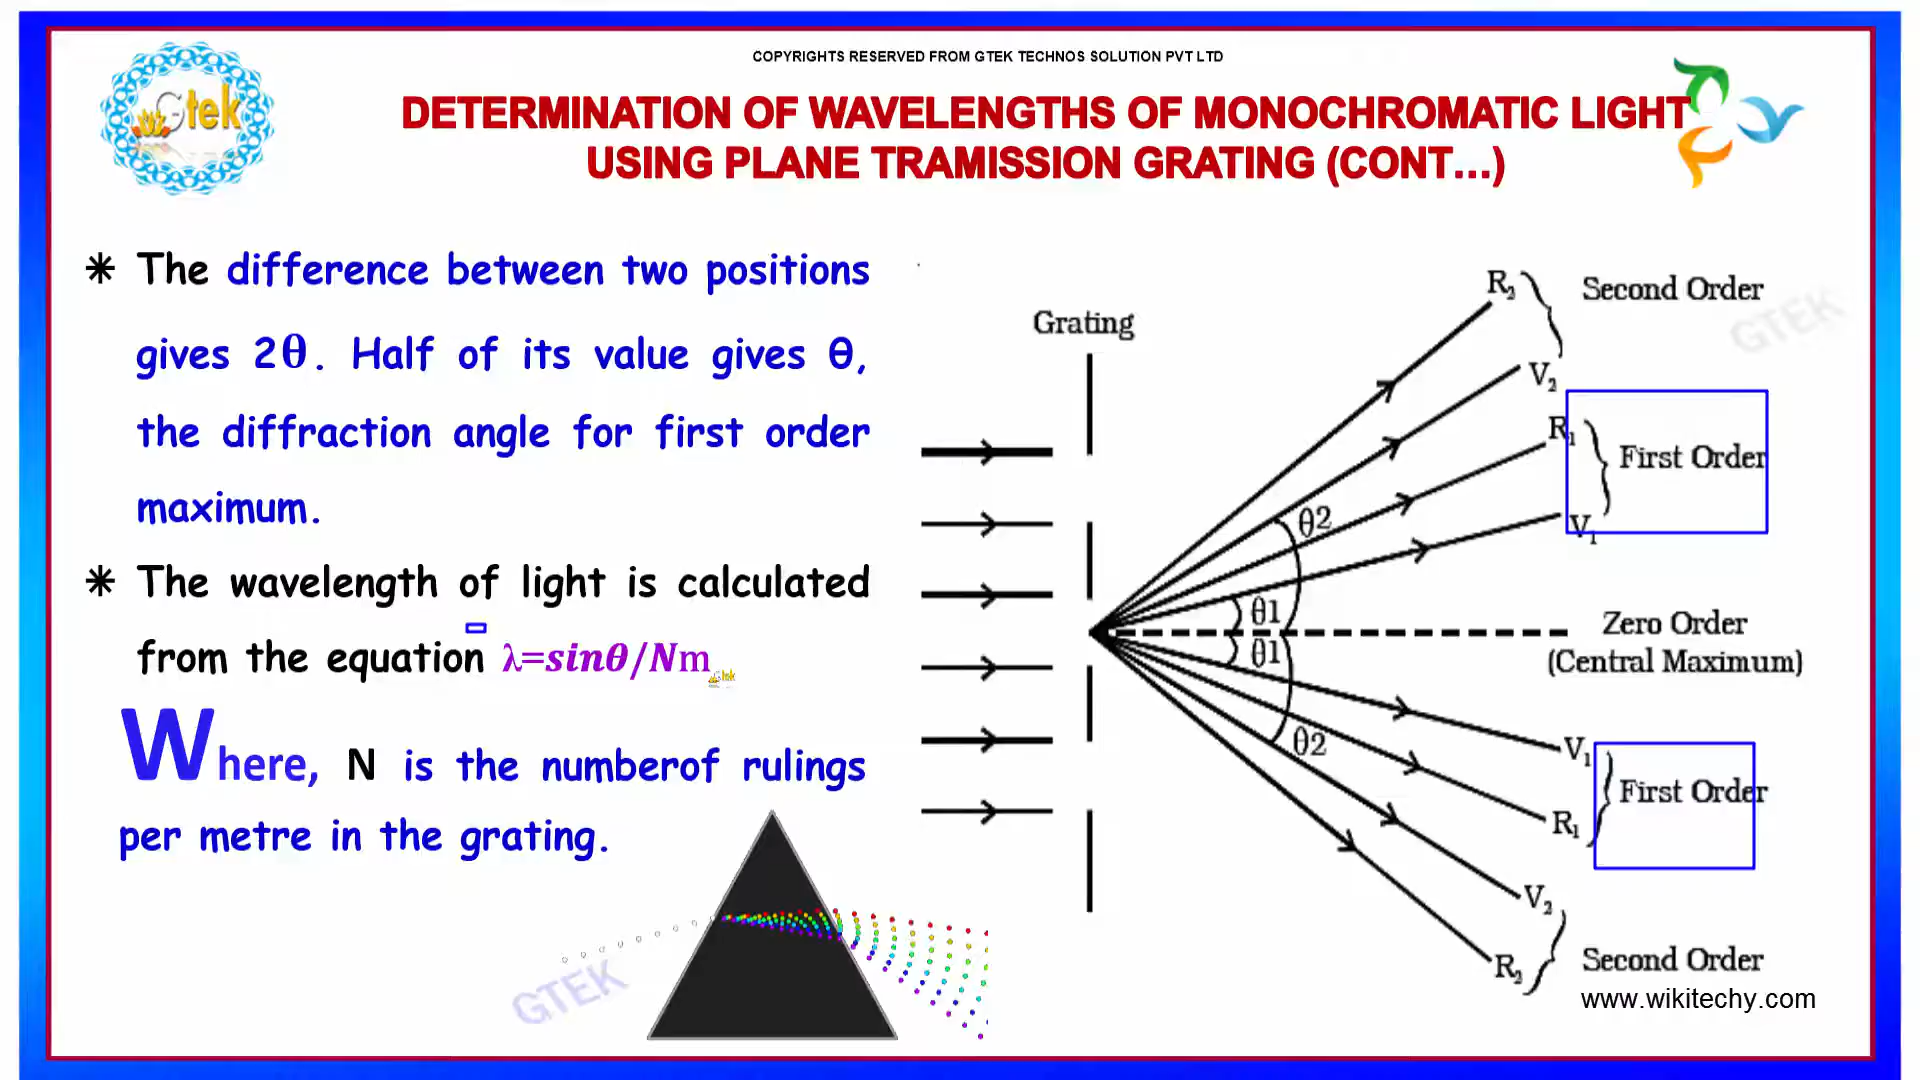 COPYRIGHTS RESERVED FROM GTEK TECHNOS SOLUTION PVT LTD
Gtek
DETERMINATION OF WAVELENGTHS OF MONOCHROMATIC LIGHT
USING PLANE TRAMISSION GRATING (CONT...)
The difference between two positions
gives 2θ. Half of its value gives θ,
the diffraction angle for first order
maximum.
The wavelength of light is calculated
from the equation λ=sinθ/Nm
Where, N is the numberof rulings
per metre in the grating.
GTEK
Grating
R₂ Second Order
GTEK
V₂
R₁
First Order
V₁
θ2
θ1
Zero Order
(Central Maximum)
θ1
θ2
V₁
First Order
R₁
V₂
Second Order
R₂
www.wikitechy.com